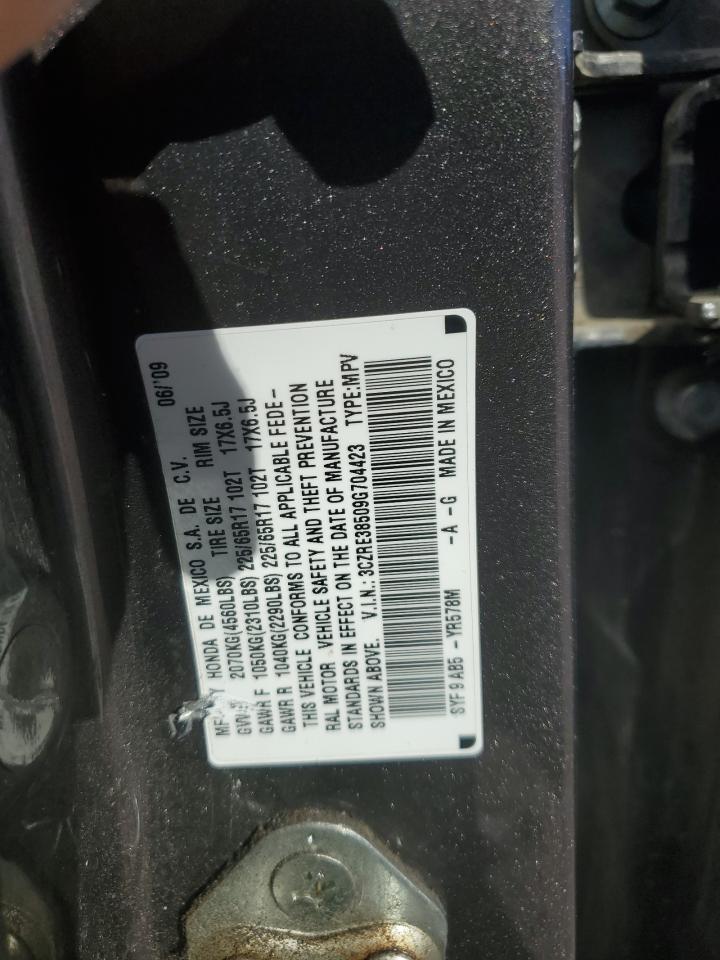 06/'09
HONDA DE MEXICO S.A. DE C.V.
TIRE SIZE RIM SIZE
2070KG(4560LBS)
GAWR F 1050KG(2310LBS) 225/65R17 102T 17X6.5J
GAWR R 1040KG(2290LBS) 225/65R17 102T 17X6.5J
THIS VEHICLE CONFORMS TO ALL APPLICABLE FEDE-
RAL MOTOR VEHICLE SAFETY AND THEFT PREVENTION
STANDARDS IN EFFECT ON THE DATE OF MANUFACTURE
SHOWN ABOVE. V.I.N.: 3CZRE38509G704423 TYPE:MPV
SYF9 AB5 -YR578M -A -G MADE IN MEXICO